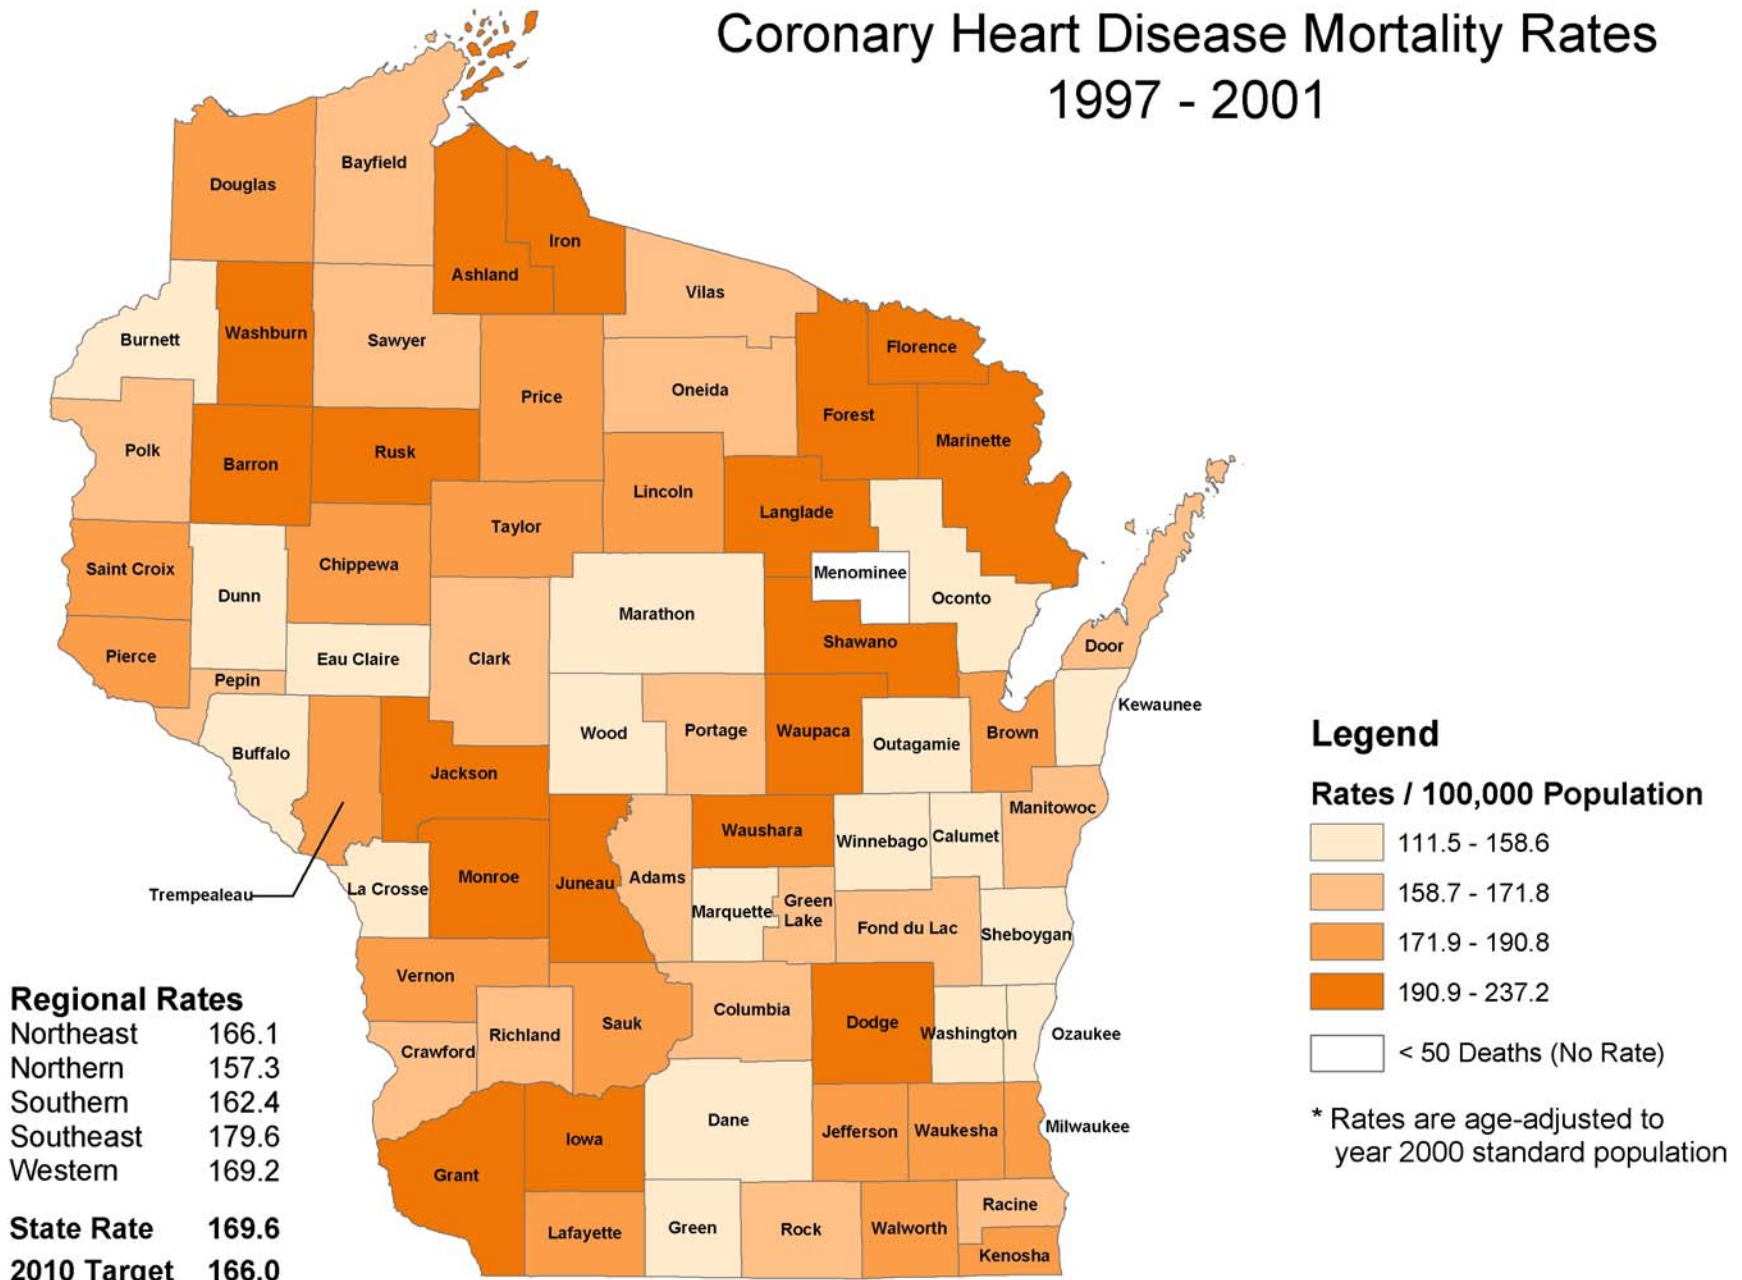 Coronary Heart Disease Mortality Rates
1997 - 2001
Bayfield
Douglas
Iron
Ashland
Vilas
Burnett
Washburn
Sawyer
Florence
Price
Oneida
Forest
Marinette
Polk
Barron
Rusk
Lincoln
Langlade
Taylor
Saint Croix
Chippewa
Menominee
Dunn
Oconto
Marathon
Shawano
Door
Pierce
Eau Claire
Clark
Pepin
Kewaunee
Wood
Portage
Waupaca
Outagamie
Brown
Buffalo
Jackson
Manitowoc
Waushara
Winnebago
Calumet
Trempealeau
La Crosse
Monroe
Juneau
Adams
Marquette
Green
Lake
Fond du Lac
Sheboygan
Vernon
Richland
Sauk
Columbia
Dodge
Washington
Ozaukee
Crawford
Dane
Iowa
Jefferson
Waukesha
Milwaukee
Grant
Lafayette
Green
Rock
Walworth
Racine
Kenosha
Legend
Rates / 100,000 Population
111.5 - 158.6
158.7 - 171.8
171.9 - 190.8
190.9 - 237.2
< 50 Deaths (No Rate)
* Rates are age-adjusted to
year 2000 standard population
Regional Rates
Northeast 166.1
Northern 157.3
Southern 162.4
Southeast 179.6
Western 169.2
State Rate 169.6
2010 Target 166.0